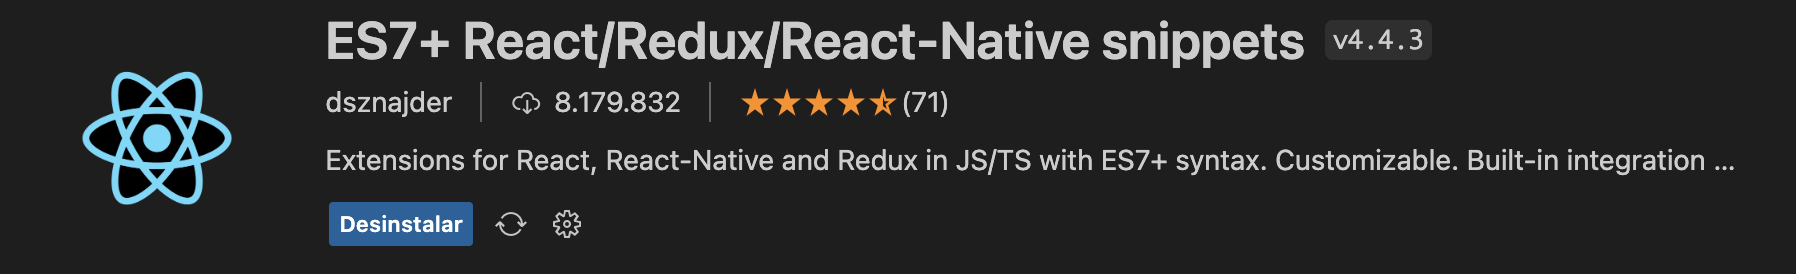 ES7+ React/Redux/React-Native snippets v4.4.3
dsznajder 8.179.832 (71)
Extensions for React, React-Native and Redux in JS/TS with ES7+ syntax. Customizable. Built-in integration ...
Desinstalar